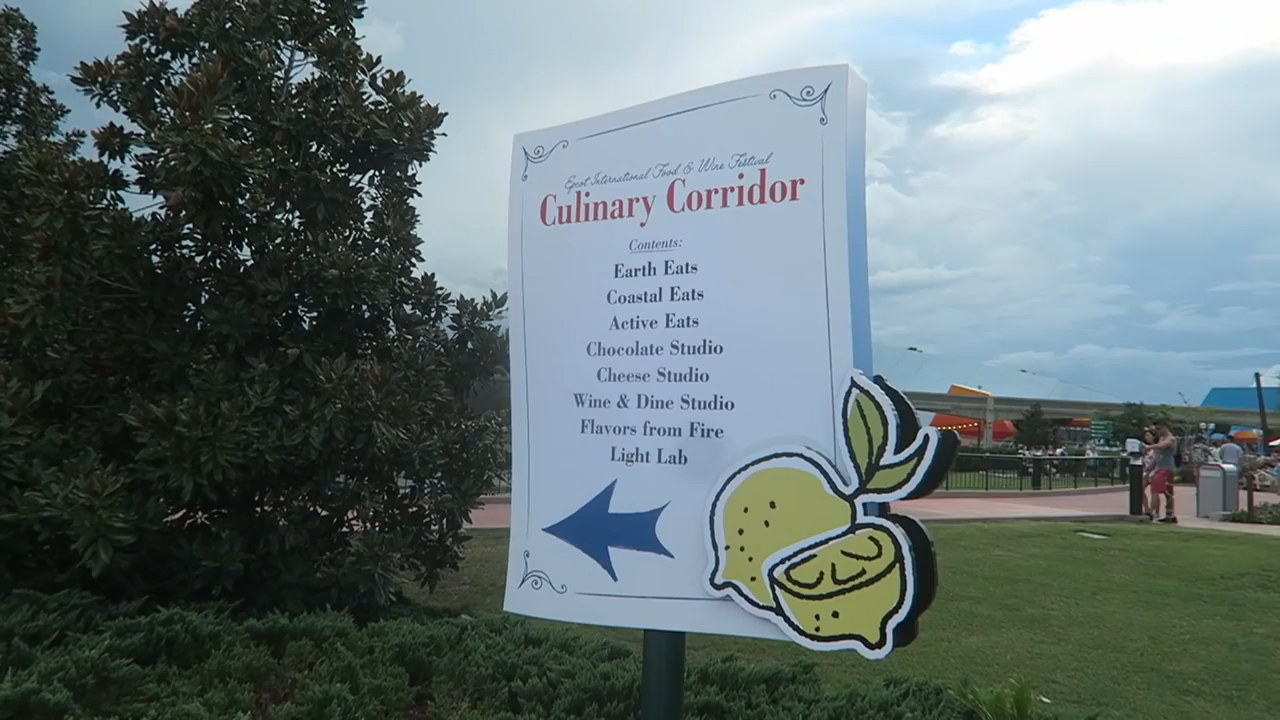 Epcot International Food & Wine Festival
Culinary Corridor
Contents:
Earth Eats
Coastal Eats
Active Eats
Chocolate Studio
Cheese Studio
Wine & Dine Studio
Flavors from Fire
Light Lab